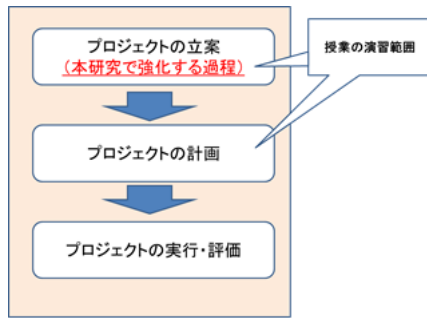 プロジェクトの立案
(本研究で強化する過程)
授業の演習範囲
プロジェクトの計画
プロジェクトの実行・評価